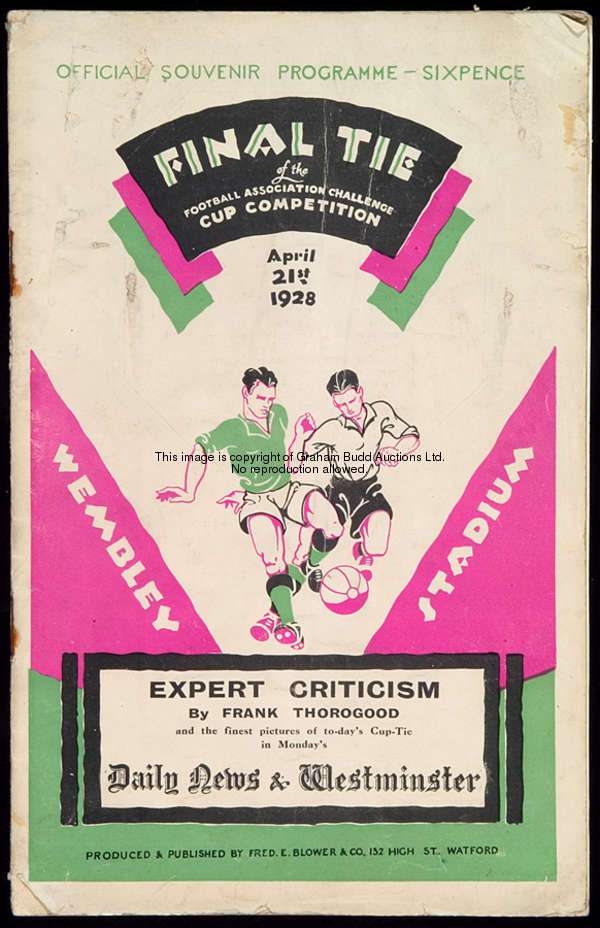 OFFICIAL SOUVENIR PROGRAMME – SIXPENCE
FINAL TIE
of the
FOOTBALL ASSOCIATION CHALLENGE
CUP COMPETITION
April
21st
1928
This image is copyright of Graham Budd Auctions Ltd.
No reproduction allowed.
WEMBLEY
STADIUM
EXPERT CRITICISM
By FRANK THOROGOOD
and the finest pictures of to-day's Cup-Tie
in Monday's
Daily News & Westminster
PRODUCED & PUBLISHED BY FRED. E. BLOWER & CO, 152 HIGH ST. WATFORD